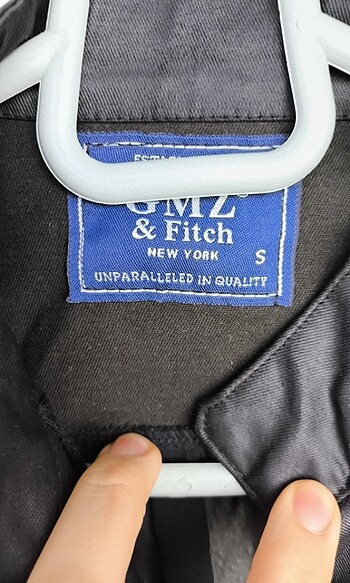 GMZ
& Fitch
NEW YORK
S
UNPARALLELED IN QUALITY